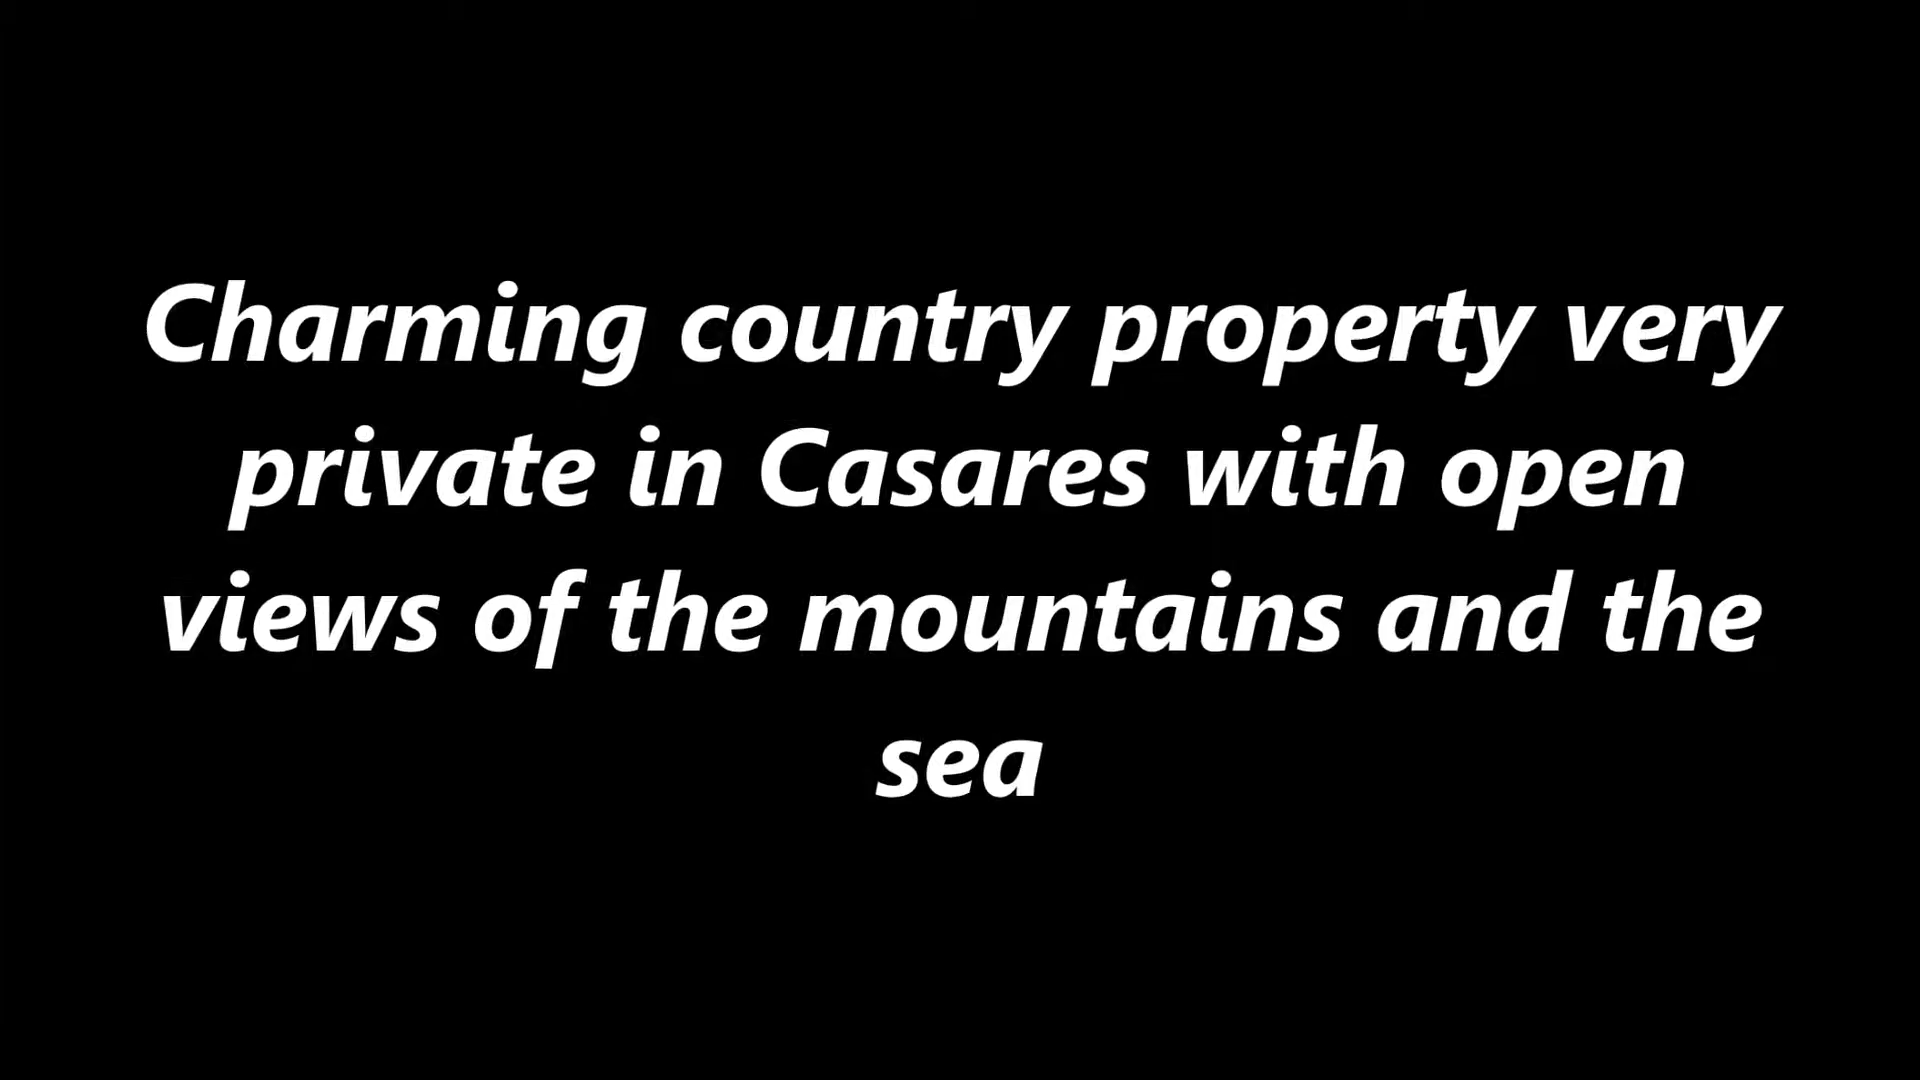 Charming country property very
private in Casares with open
views of the mountains and the
sea